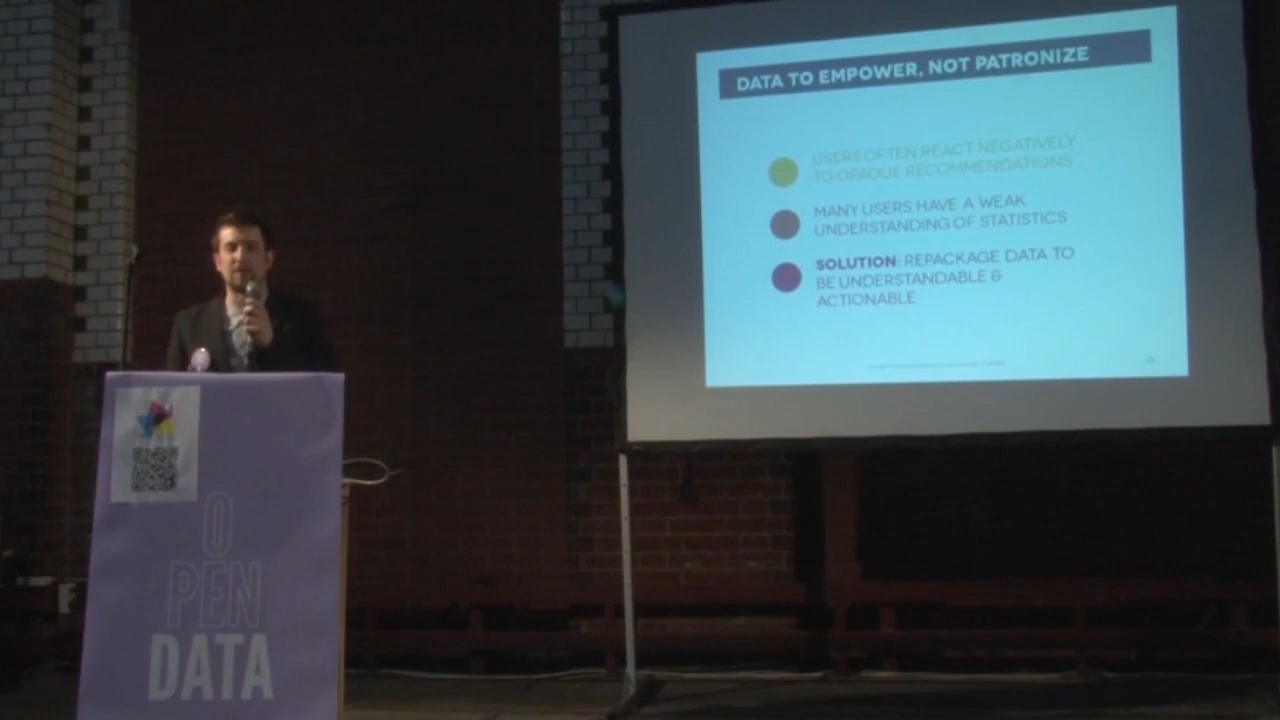 DATA TO EMPOWER, NOT PATRONIZE
USERS OFTEN REACT NEGATIVELY
TO OPAQUE RECOMMENDATIONS
MANY USERS HAVE A WEAK
UNDERSTANDING OF STATISTICS
SOLUTION: REPACKAGE DATA TO
BE UNDERSTANDABLE &
ACTIONABLE
O
PEN
DATA